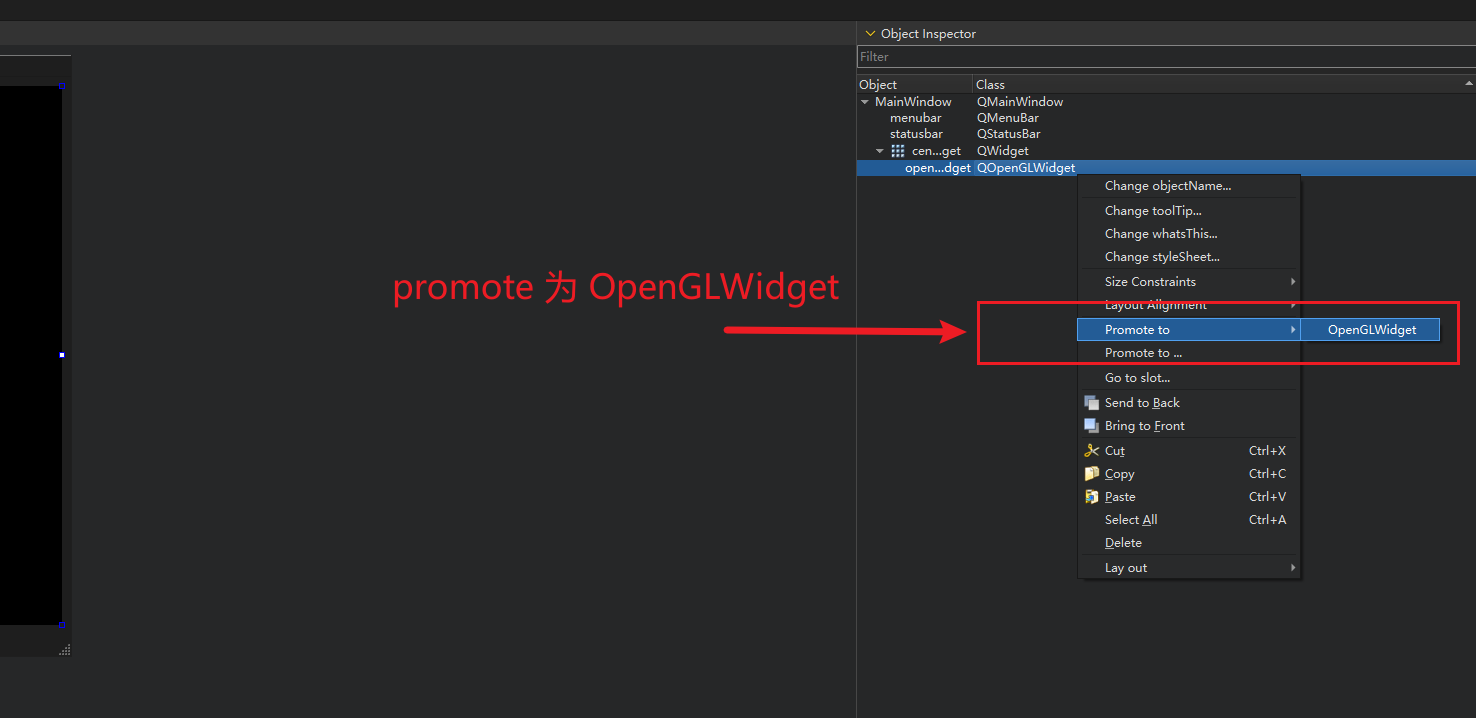 Object Inspector
Filter
Object Class
MainWindow QMainWindow
menubar QMenuBar
statusbar QStatusBar
cen...get QWidget
open...dget QOpenGLWidget
Change objectName...
Change toolTip...
Change whatsThis...
Change styleSheet...
Size Constraints
Layout Alignment
promote 为 OpenGLWidget
Promote to OpenGLWidget
Promote to ...
Go to slot...
Send to Back
Bring to Front
Cut Ctrl+X
Copy Ctrl+C
Paste Ctrl+V
Select All Ctrl+A
Delete
Lay out